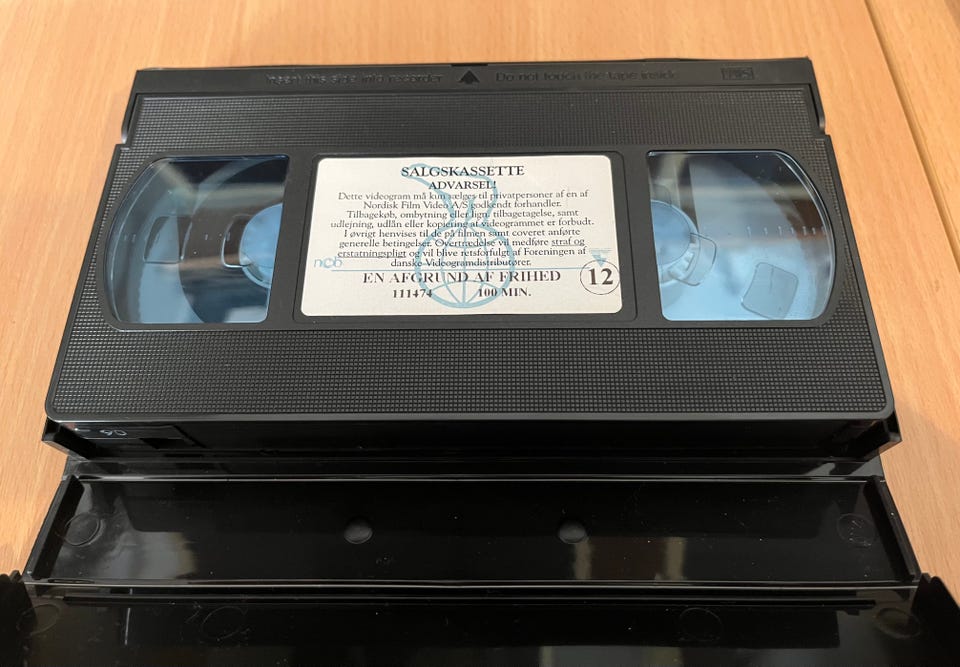 Insert this side into recorder ▲ Do not touch the tape inside VHS
SALGSKASSETTE
ADVARSEL!
Dette videogram må kun sælges til privatpersoner af en af
Nordisk Film Video A/S godkendt forhandler.
Tilbagekøb, ombytning eller lign. tilbagetagelse, samt
udlejning, udlån eller kopiering af videogrammet er forbudt.
I øvrigt henvises til de på filmen samt coveret anførte
generelle betingelser. Overtrædelse vil medføre straf og
erstatningspligt og vil blive retsforfulgt af Foreningen af
danske Videogramdistributører.
ncb
EN AFGRUND AF FRIHED
12
111474 100 MIN.